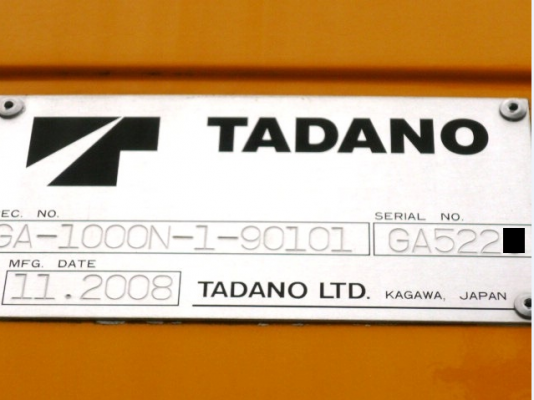 TADANO
EC. NO.
GA-1000N-1-90101
SERIAL NO.
GA522
MFG. DATE
11.2008
TADANO LTD. KAGAWA, JAPAN